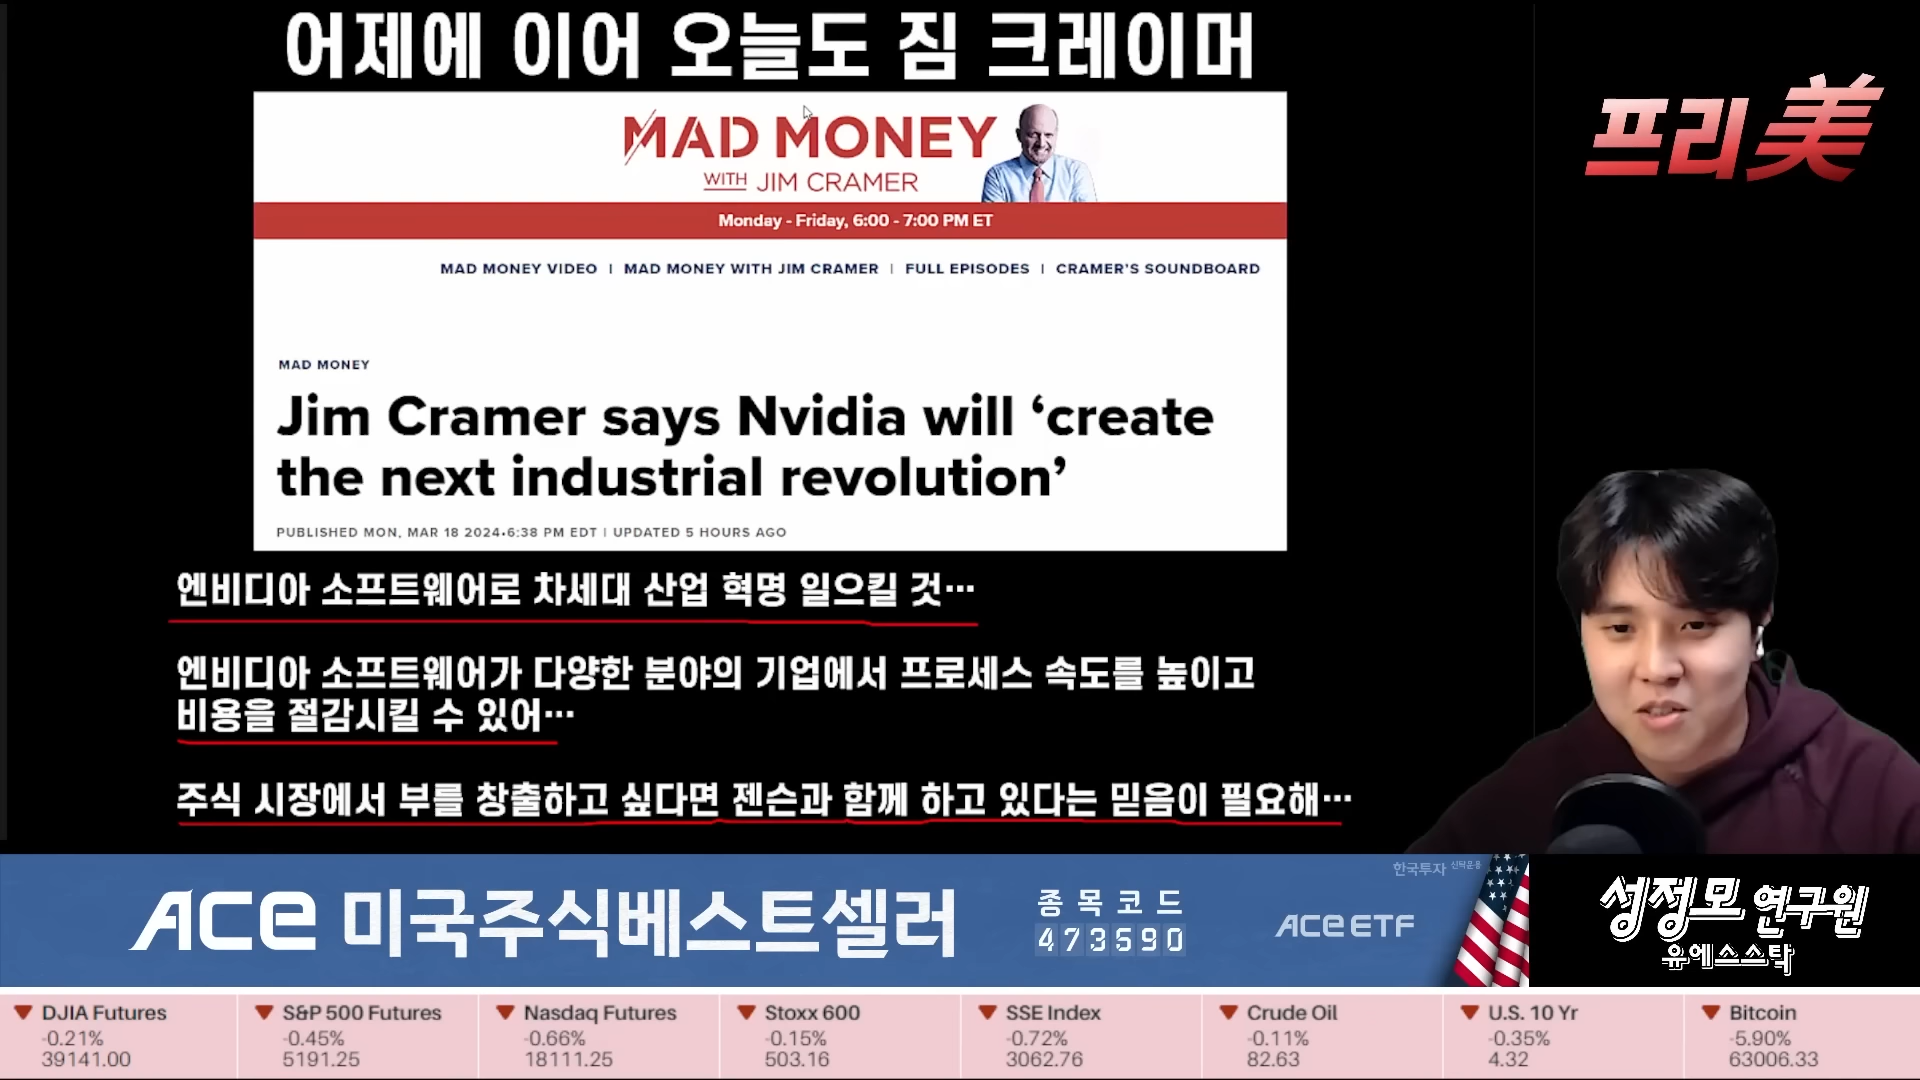 어제에 이어 오늘도 짐 크레이머
프리美
MAD MONEY
WITH JIM CRAMER
Monday - Friday, 6:00 - 7:00 PM ET
MAD MONEY VIDEO | MAD MONEY WITH JIM CRAMER | FULL EPISODES | CRAMER'S SOUNDBOARD
MAD MONEY
Jim Cramer says Nvidia will ‘create
the next industrial revolution’
PUBLISHED MON, MAR 18 2024•6:38 PM EDT | UPDATED 5 HOURS AGO
엔비디아 소프트웨어로 차세대 산업 혁명 일으킬 것…
엔비디아 소프트웨어가 다양한 분야의 기업에서 프로세스 속도를 높이고
비용을 절감시킬 수 있어…
주식 시장에서 부를 창출하고 싶다면 젠슨과 함께 하고 있다는 믿음이 필요해…
한국투자 신탁운용
ACE 미국주식베스트셀러
종목코드
473590
ACE ETF
성정모 연구원
유에스스탁
DJIA Futures
-0.21%
39141.00
S&P 500 Futures
-0.45%
5191.25
Nasdaq Futures
-0.66%
18111.25
Stoxx 600
-0.15%
503.16
SSE Index
-0.72%
3062.76
Crude Oil
-0.11%
82.63
U.S. 10 Yr
-0.35%
4.32
Bitcoin
-5.90%
63006.33